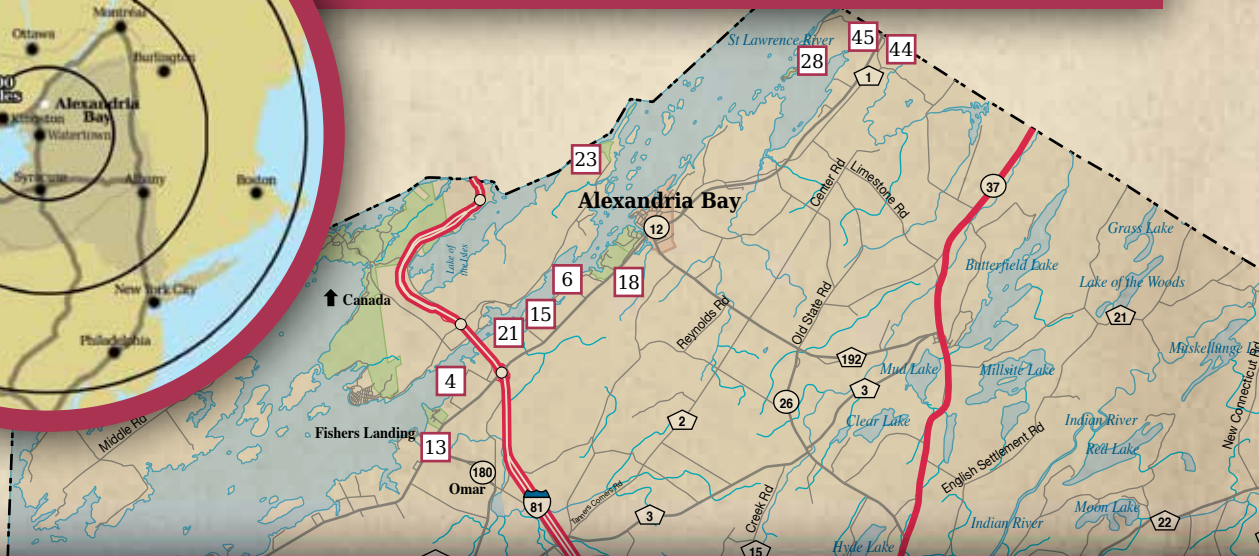 Montréal
Ottawa
Burlington
Alexandria
Bay
Kingston
Watertown
Syracuse
Albany
Boston
New York City
Philadelphia
St Lawrence River
45
44
28
1
23
37
Center Rd
Limestone Rd
Alexandria Bay
12
Grass Lake
Lake of
the Isles
Butterfield Lake
6
18
Lake of the Woods
Canada
15
21
Reynolds Rd
Old State Rd
21
192
Mud Lake
Millsite Lake
4
3
26
2
Clear Lake
Indian River
New Connecticut Rd
Middle Rd
Fishers Landing
13
English Settlement Rd
Red Lake
180
Omar
81
Tanners Corners Rd
3
Creek Rd
Moon Lake
22
Indian River
15
Hyde Lake